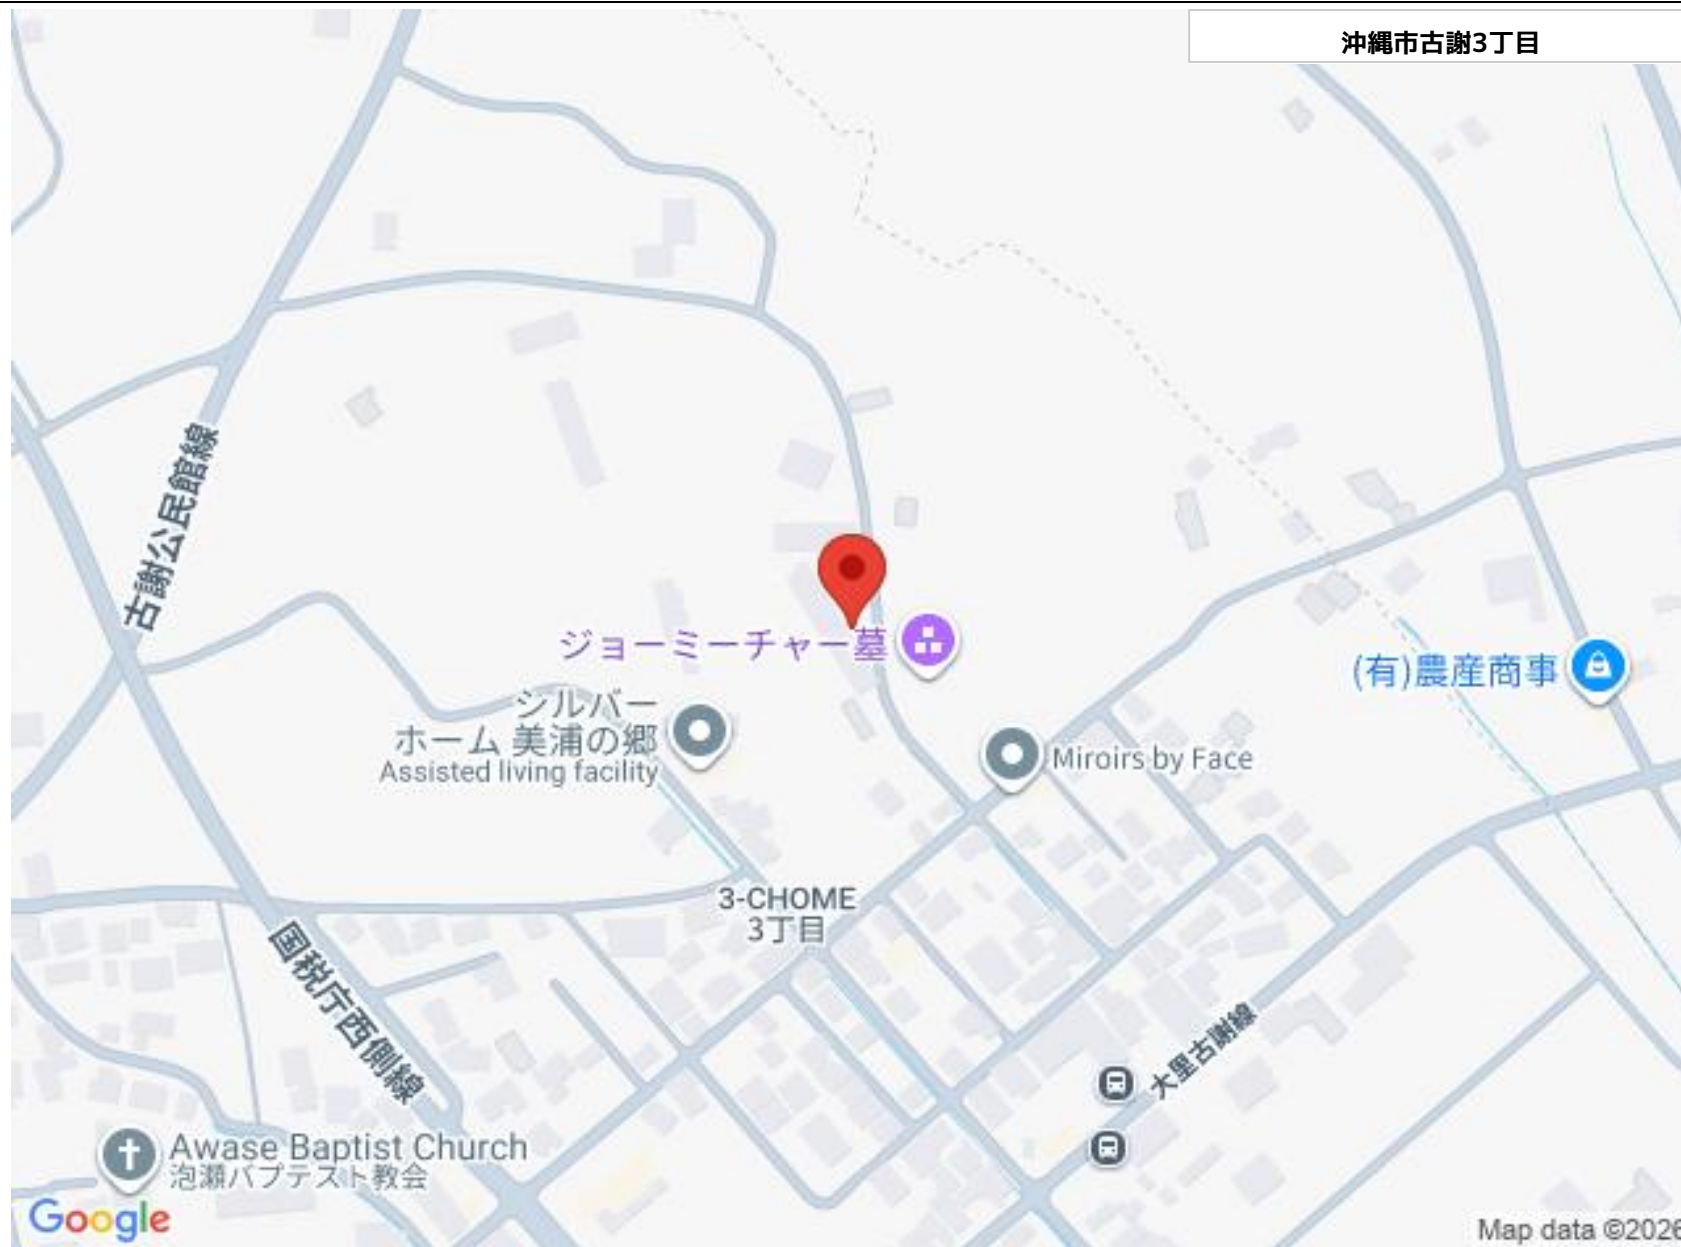 沖縄市古謝3丁目
古謝公民館線
ジョーミーチャー墓
シルバー
ホーム 美浦の郷
Assisted living facility
(有)農産商事
Miroirs by Face
3-CHOME
3丁目
国税庁西側線
大里古謝線
Awase Baptist Church
泡瀬バプテスト教会
Google
Map data ©2026